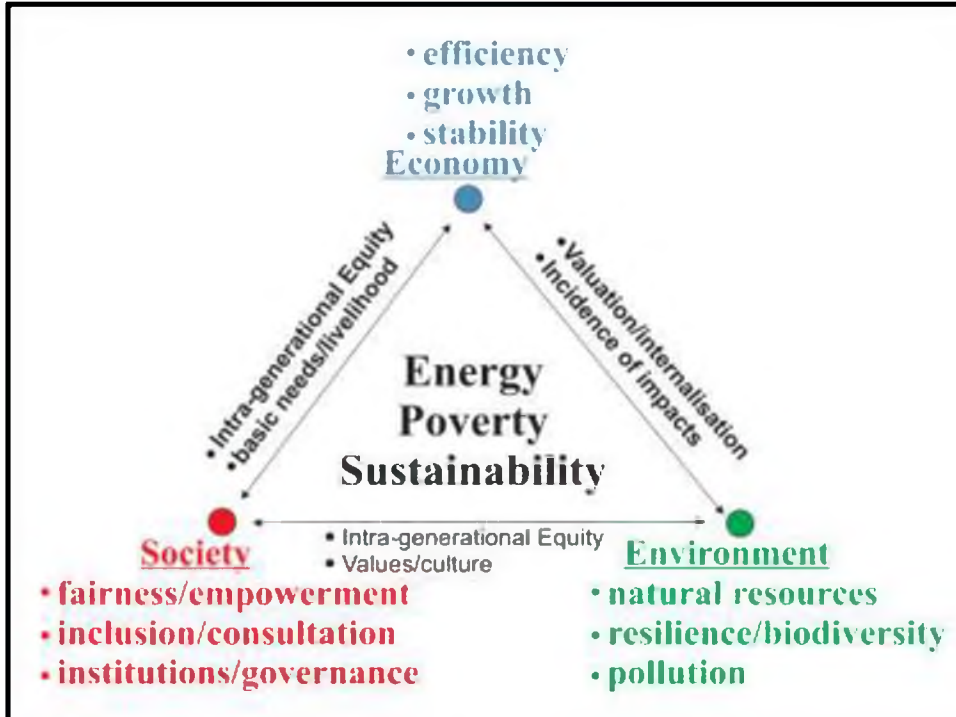 • efficiency
• growth
• stability
Economy
• Intra-generational Equity
• basic needs/livelihood
• Valuation/internalisation
• Incidence of impacts
Energy
Poverty
Sustainability
• Intra-generational Equity
• Values/culture
Society
• fairness/empowerment
• inclusion/consultation
• institutions/governance
Environment
• natural resources
• resilience/biodiversity
• pollution